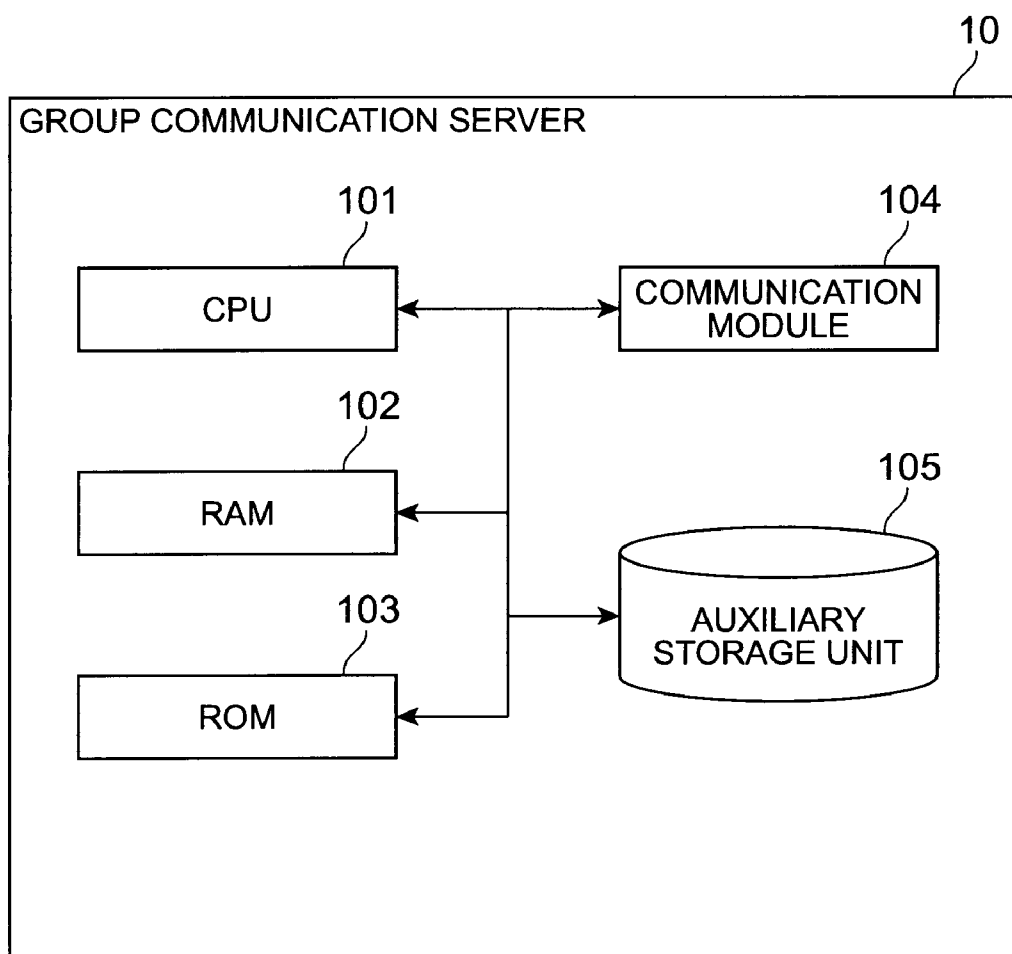 10
GROUP COMMUNICATION SERVER
101
CPU
104
COMMUNICATION
MODULE
102
RAM
105
AUXILIARY
STORAGE UNIT
103
ROM